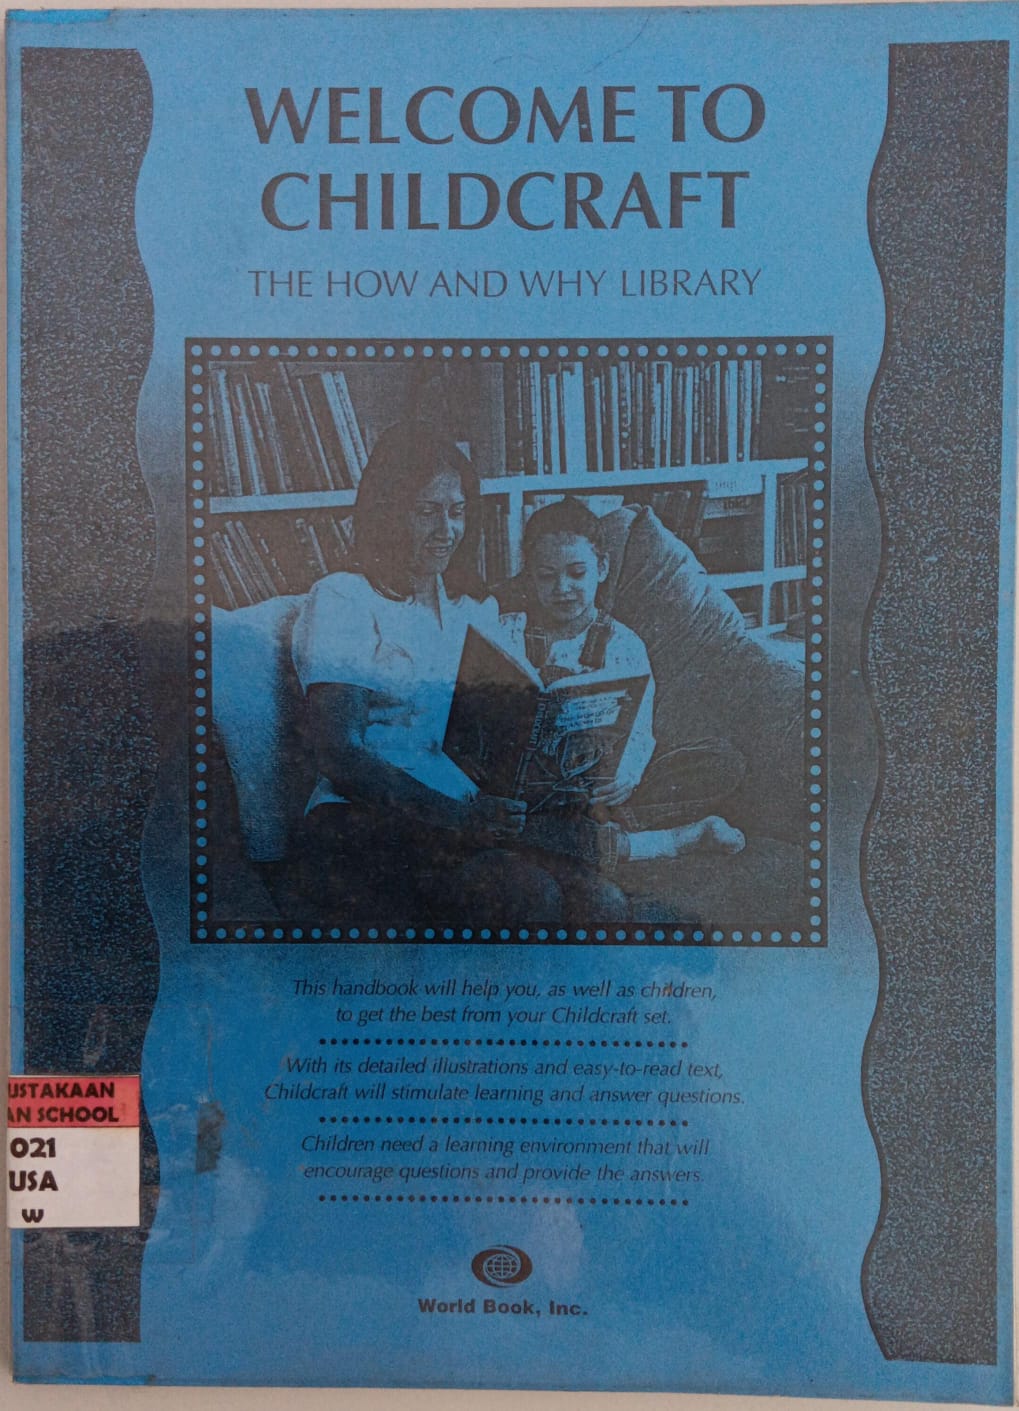 WELCOME TO
CHILDCRAFT
THE HOW AND WHY LIBRARY
This handbook will help you, as well as children,
to get the best from your Childcraft set.
With its detailed illustrations and easy-to-read text,
Childcraft will stimulate learning and answer questions.
Children need a learning environment that will
encourage questions and provide the answers.
USTAKAAN
AN SCHOOL
021
USA
w
World Book, Inc.